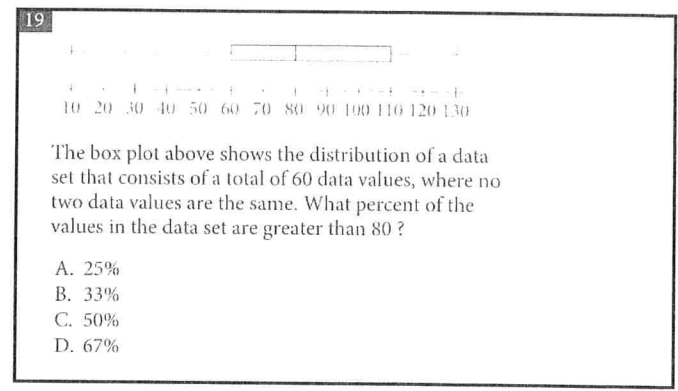 19
10 20 30 40 50 60 70 80 90 100 110 120 130
The box plot above shows the distribution of a data
set that consists of a total of 60 data values, where no
two data values are the same. What percent of the
values in the data set are greater than 80 ?
A. 25%
B. 33%
C. 50%
D. 67%